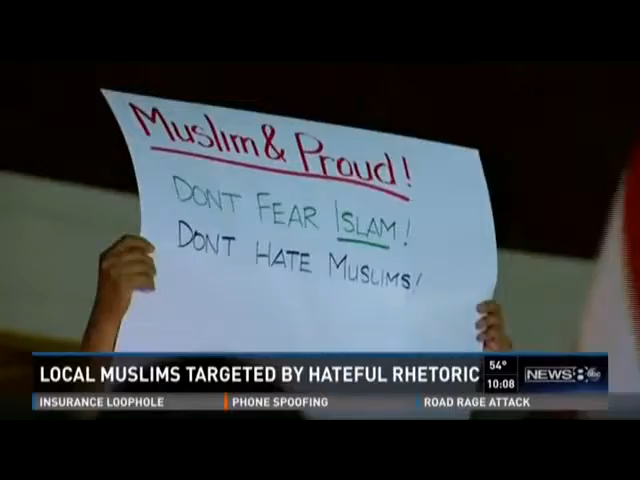 Muslim & Proud!
DONT FEAR ISLAM!
DONT HATE MUSLIMS!
LOCAL MUSLIMS TARGETED BY HATEFUL RHETORIC
54°
10:08
NEWS 8 abc
INSURANCE LOOPHOLE
PHONE SPOOFING
ROAD RAGE ATTACK